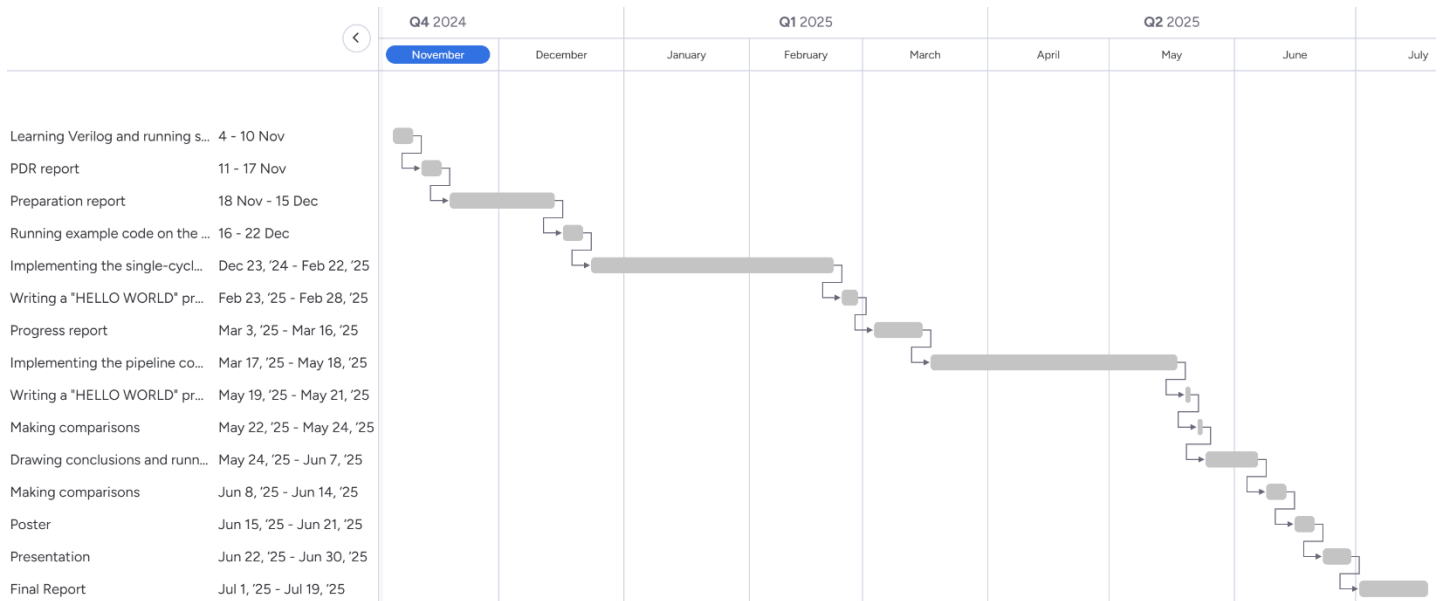 Q4 2024 Q1 2025 Q2 2025
November December January February March April May June July
Learning Verilog and running s... 4 - 10 Nov
PDR report 11 - 17 Nov
Preparation report 18 Nov - 15 Dec
Running example code on the ... 16 - 22 Dec
Implementing the single-cycl... Dec 23, '24 - Feb 22, '25
Writing a "HELLO WORLD" pr... Feb 23, '25 - Feb 28, '25
Progress report Mar 3, '25 - Mar 16, '25
Implementing the pipeline co... Mar 17, '25 - May 18, '25
Writing a "HELLO WORLD" pr... May 19, '25 - May 21, '25
Making comparisons May 22, '25 - May 24, '25
Drawing conclusions and runn... May 24, '25 - Jun 7, '25
Making comparisons Jun 8, '25 - Jun 14, '25
Poster Jun 15, '25 - Jun 21, '25
Presentation Jun 22, '25 - Jun 30, '25
Final Report Jul 1, '25 - Jul 19, '25